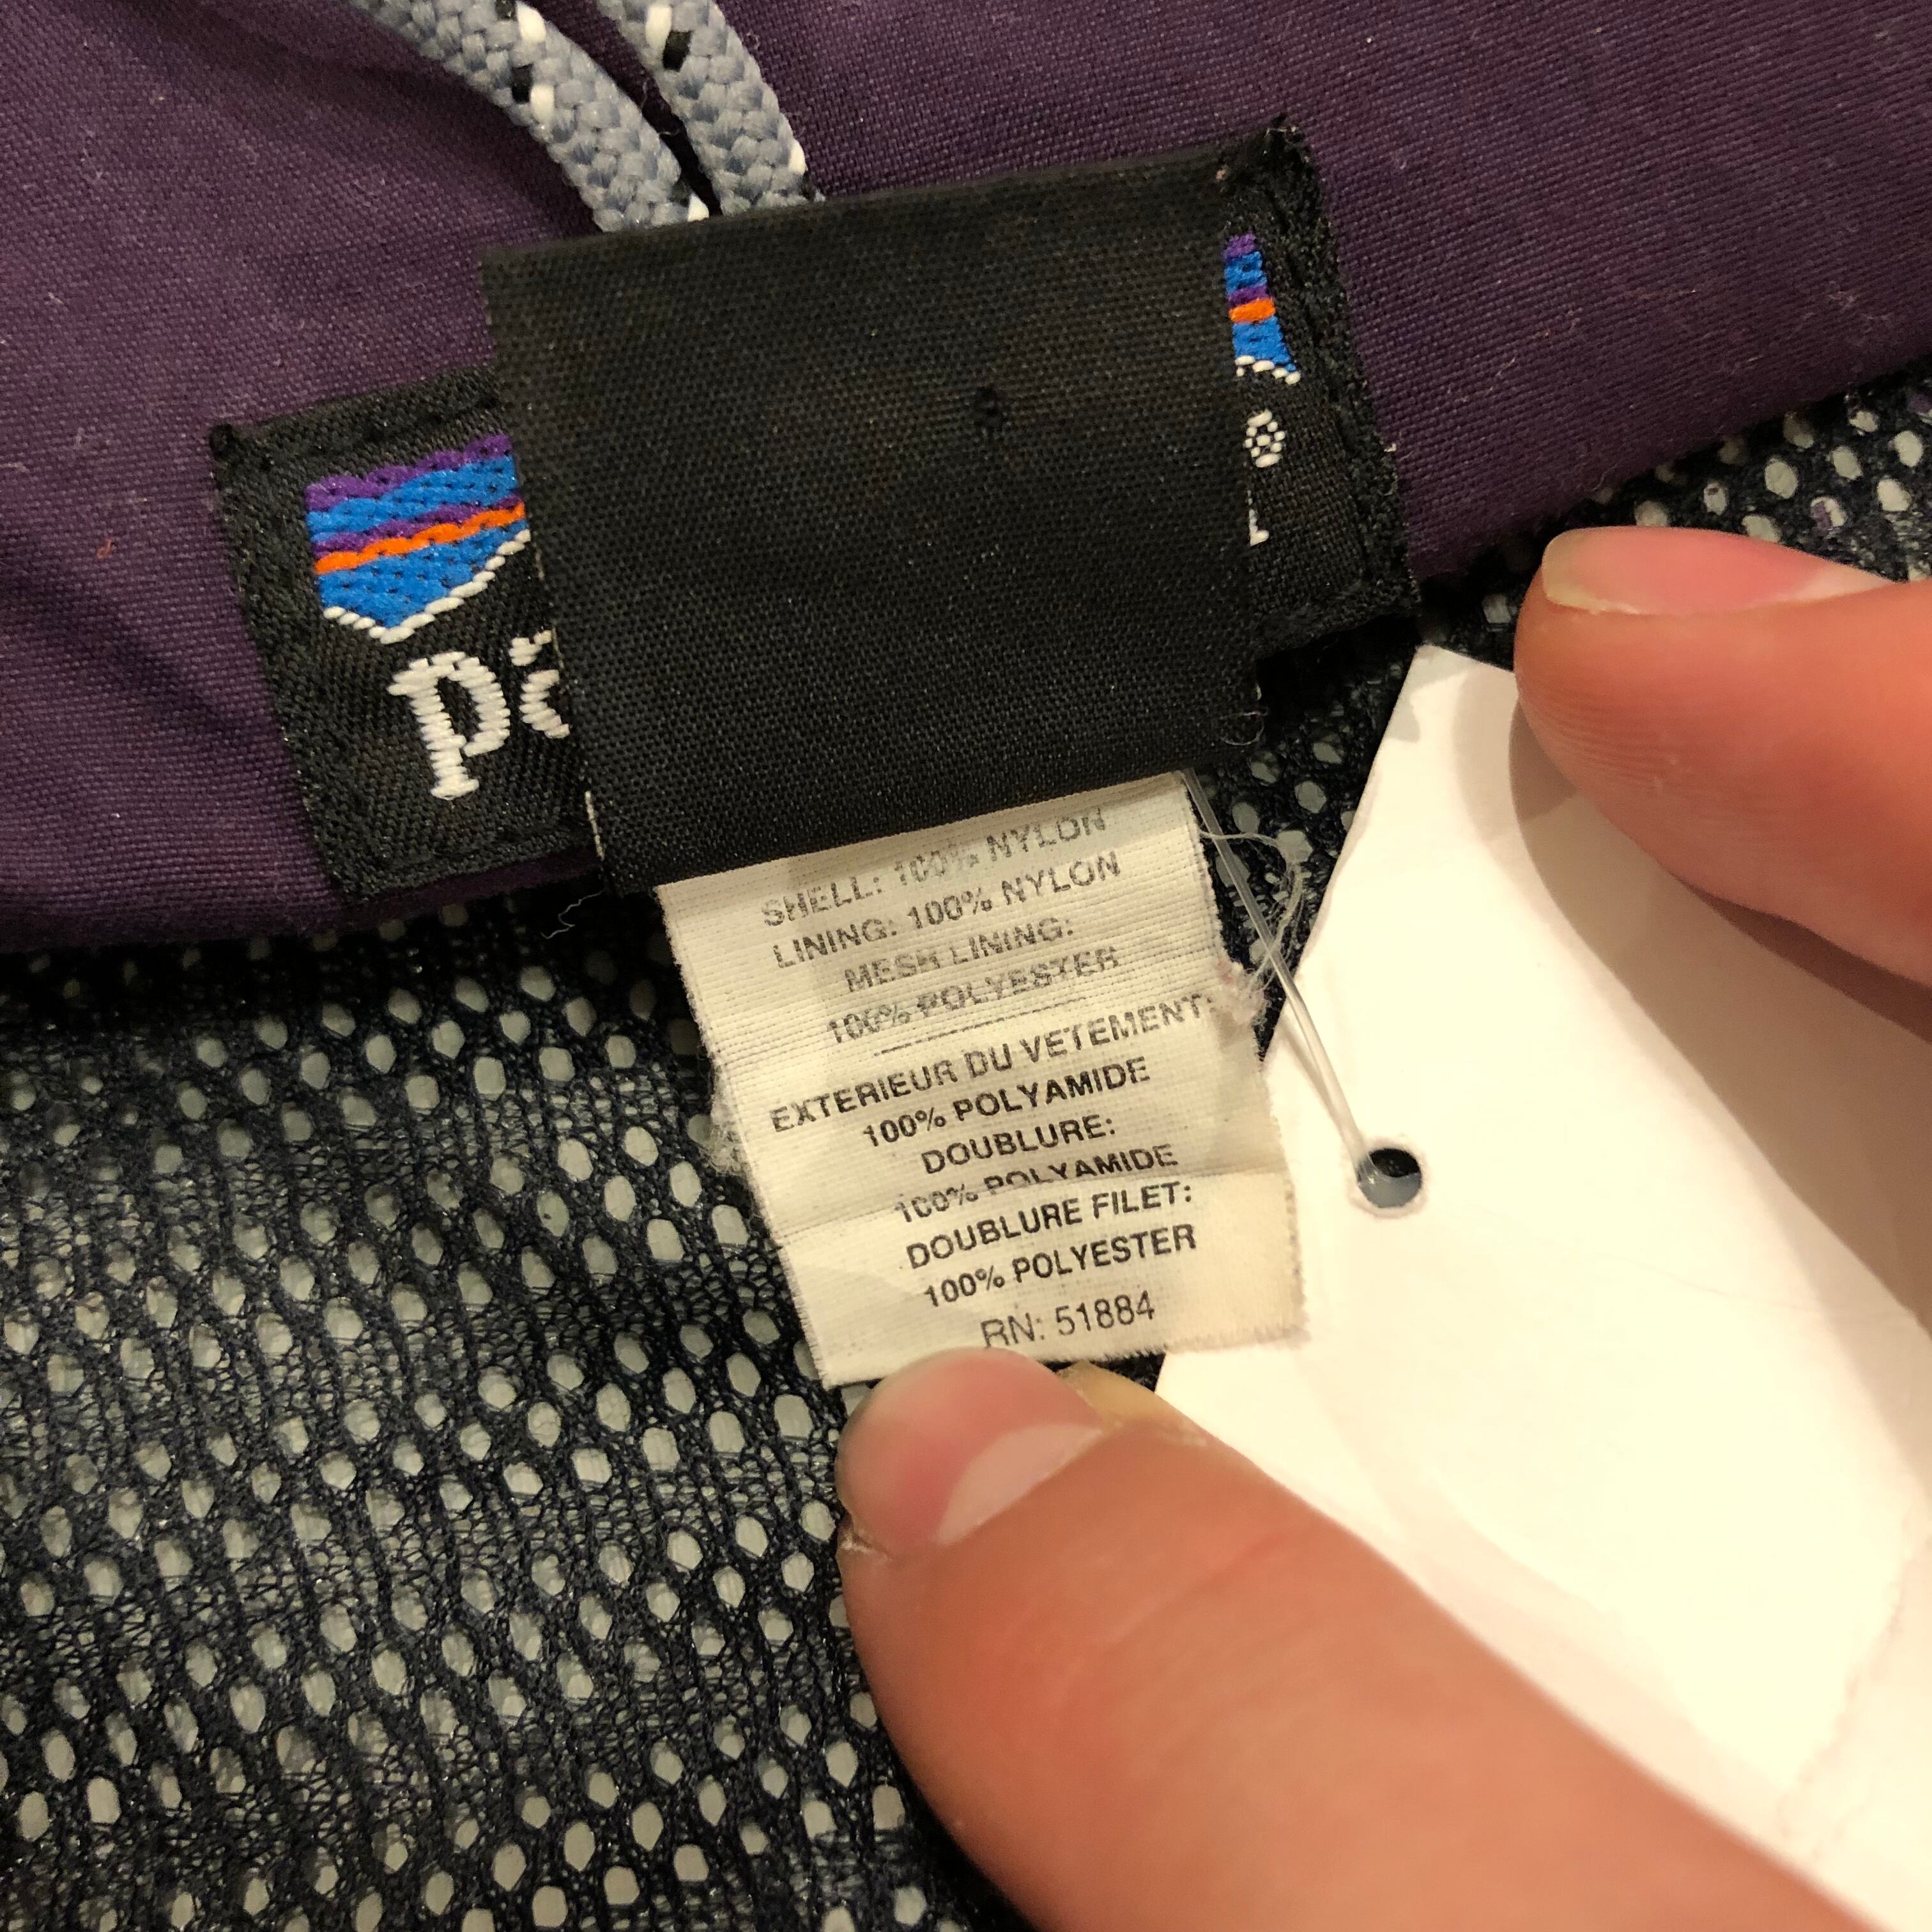 pa
®
L
SHELL: 100% NYLON
LINING: 100% NYLON
MESH LINING:
100% POLYESTER
EXTERIEUR DU VETEMENT:
100% POLYAMIDE
DOUBLURE:
100% POLYAMIDE
DOUBLURE FILET:
100% POLYESTER
RN: 51884